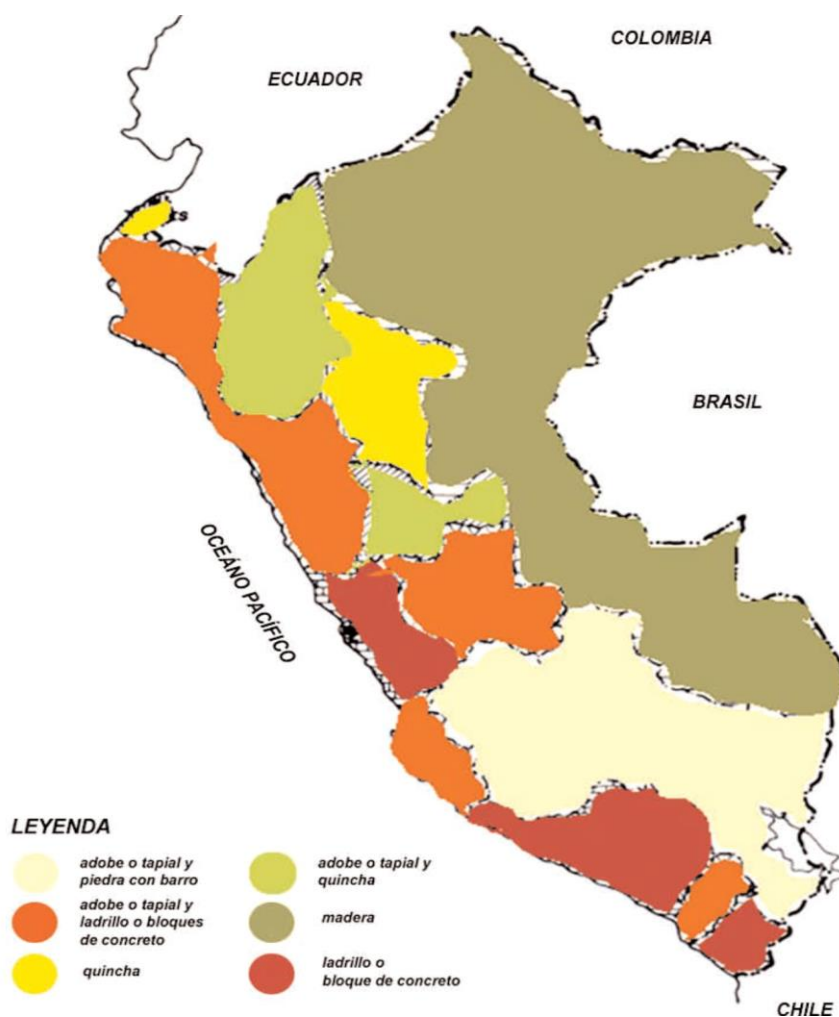 COLOMBIA
ECUADOR
BRASIL
OCEÁNO PACÍFICO
LEYENDA
adobe o tapial y
piedra con barro
adobe o tapial y
ladrillo o bloques
de concreto
quincha
adobe o tapial y
quincha
madera
ladrillo o
bloque de concreto
CHILE